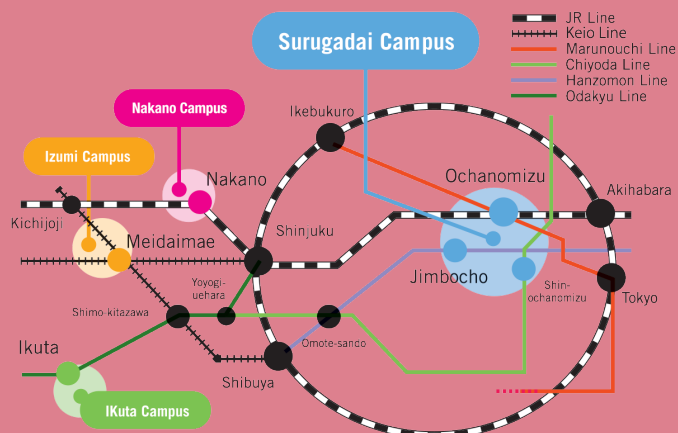 Surugadai Campus
JR Line
Keio Line
Marunouchi Line
Chiyoda Line
Hanzomon Line
Odakyu Line
Nakano Campus
Ikebukuro
Izumi Campus
Nakano
Ochanomizu
Akihabara
Kichijoji
Meidaimae
Shinjuku
Jimbocho
Yoyogi-
uehara
Shin-
ochanomizu
Tokyo
Shimo-kitazawa
Omote-sando
Ikuta
Shibuya
IKuta Campus